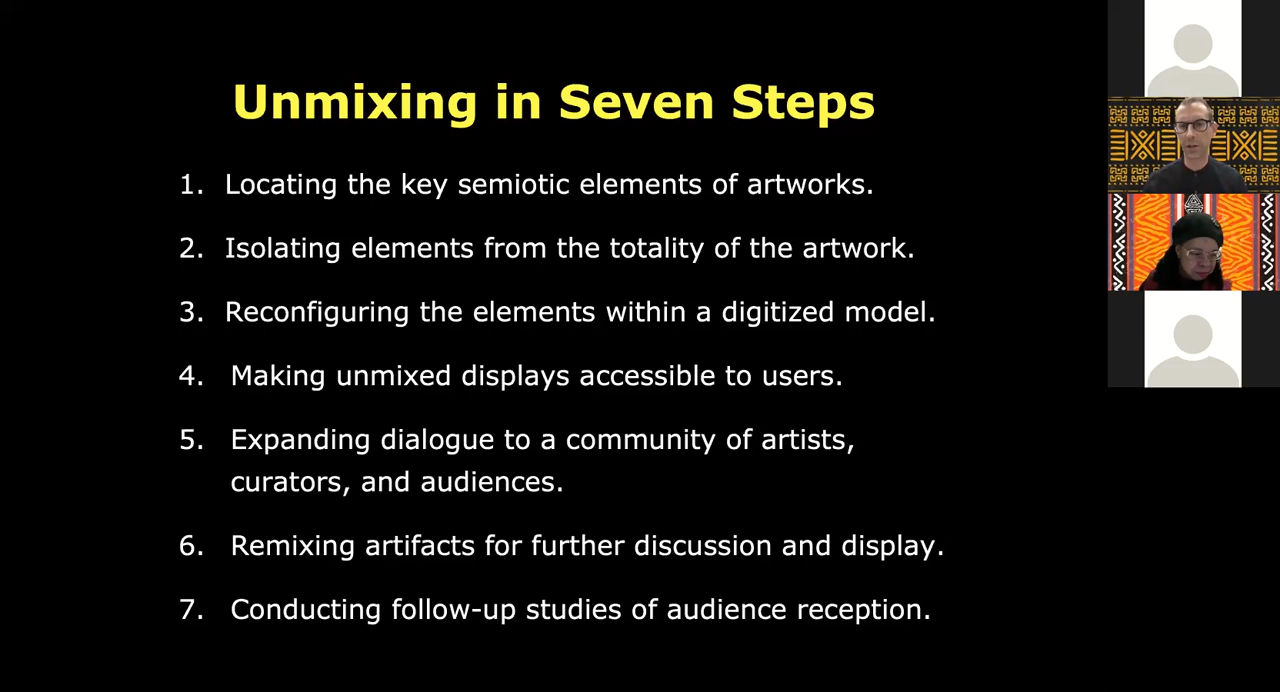 Unmixing in Seven Steps
1. Locating the key semiotic elements of artworks.
2. Isolating elements from the totality of the artwork.
3. Reconfiguring the elements within a digitized model.
4. Making unmixed displays accessible to users.
5. Expanding dialogue to a community of artists,
curators, and audiences.
6. Remixing artifacts for further discussion and display.
7. Conducting follow-up studies of audience reception.